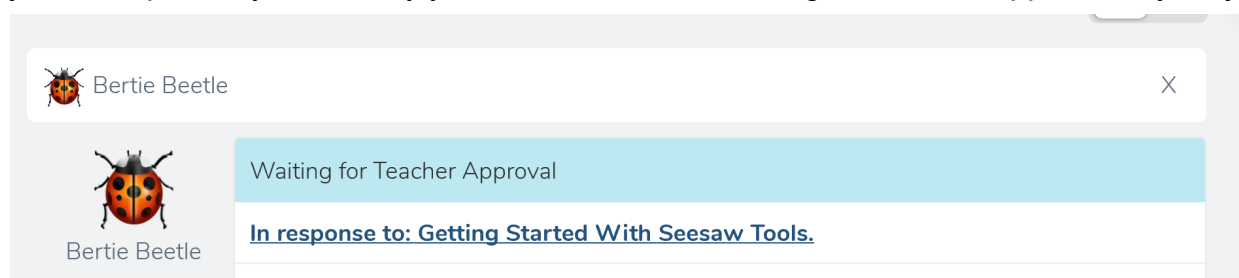 Bertie Beetle X
Waiting for Teacher Approval
In response to: Getting Started With Seesaw Tools.
Bertie Beetle